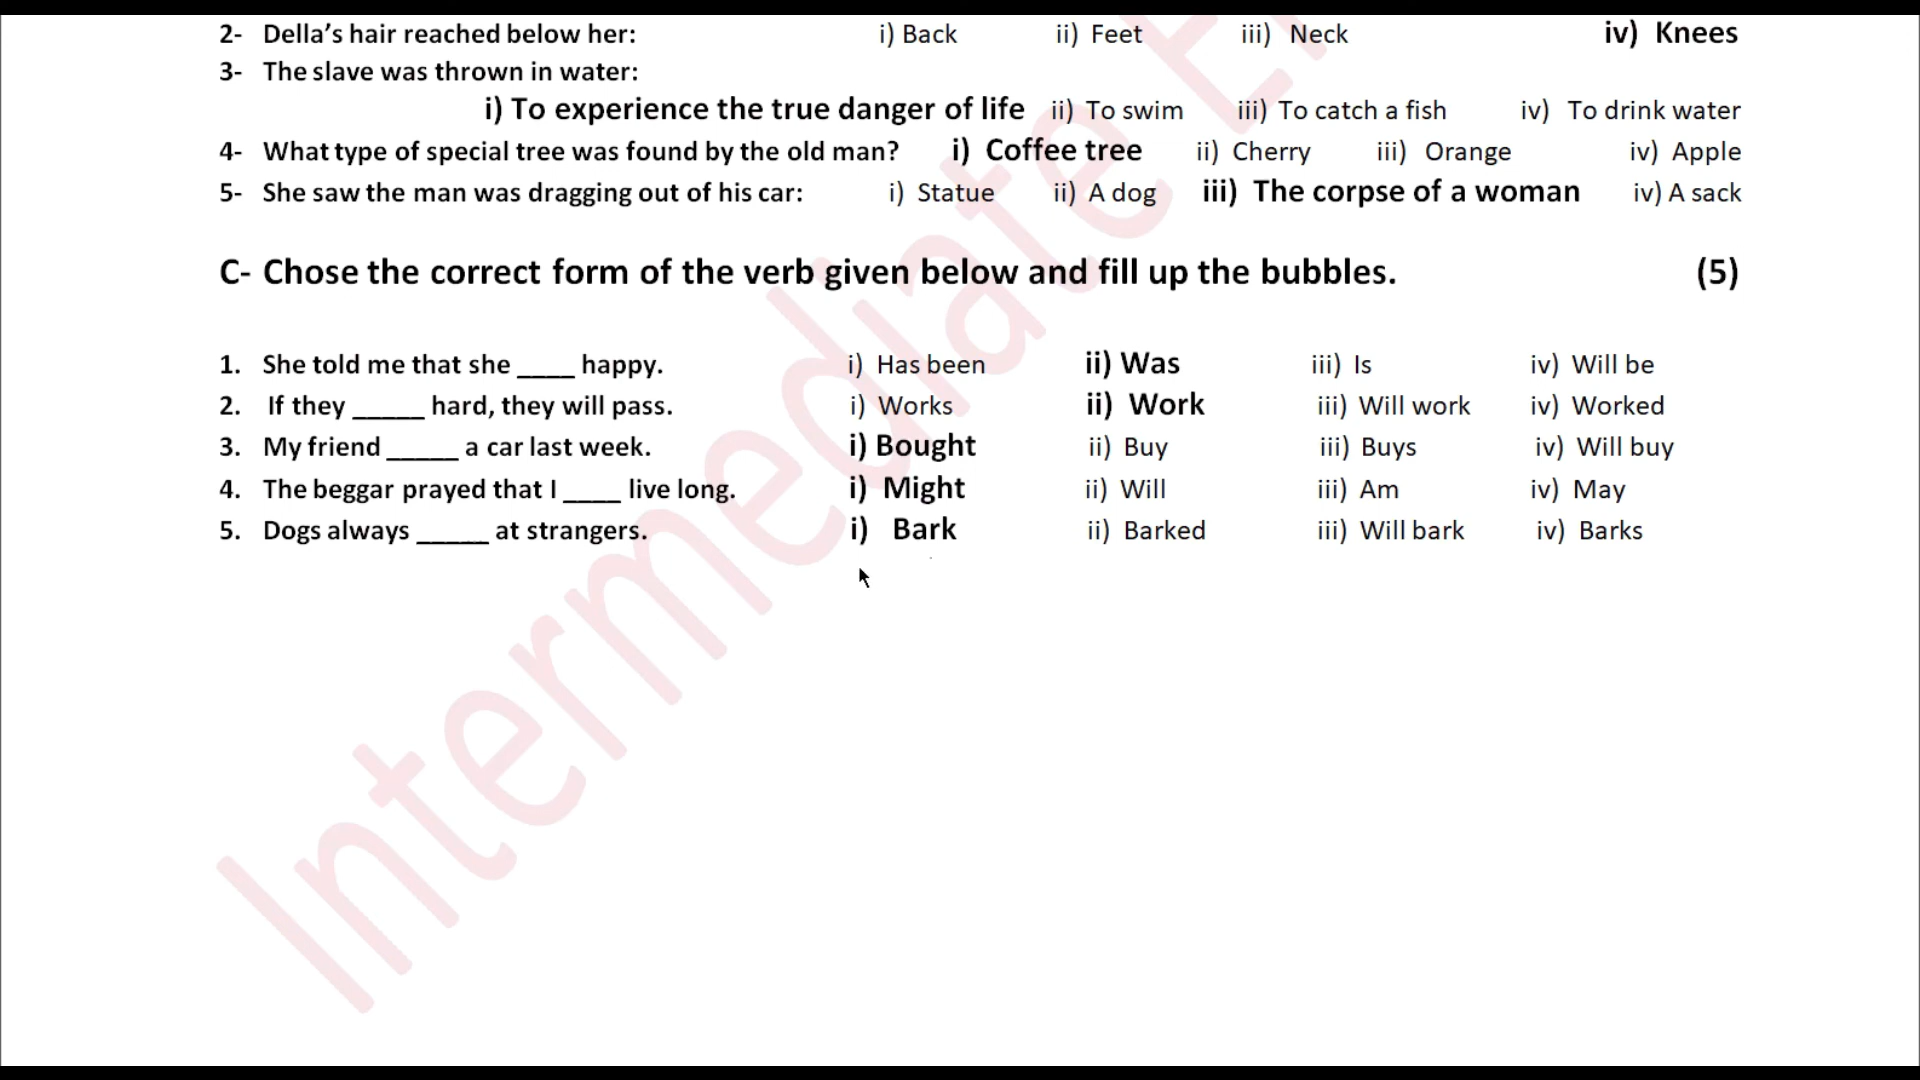 2- Della’s hair reached below her: i) Back ii) Feet iii) Neck iv) Knees
3- The slave was thrown in water:
i) To experience the true danger of life ii) To swim iii) To catch a fish iv) To drink water
4- What type of special tree was found by the old man? i) Coffee tree ii) Cherry iii) Orange iv) Apple
5- She saw the man was dragging out of his car: i) Statue ii) A dog iii) The corpse of a woman iv) A sack
C- Chose the correct form of the verb given below and fill up the bubbles. (5)
1. She told me that she ____ happy. i) Has been ii) Was iii) Is iv) Will be
2. If they _____ hard, they will pass. i) Works ii) Work iii) Will work iv) Worked
3. My friend _____ a car last week. i) Bought ii) Buy iii) Buys iv) Will buy
4. The beggar prayed that I ____ live long. i) Might ii) Will iii) Am iv) May
5. Dogs always _____ at strangers. i) Bark ii) Barked iii) Will bark iv) Barks
Intermediate